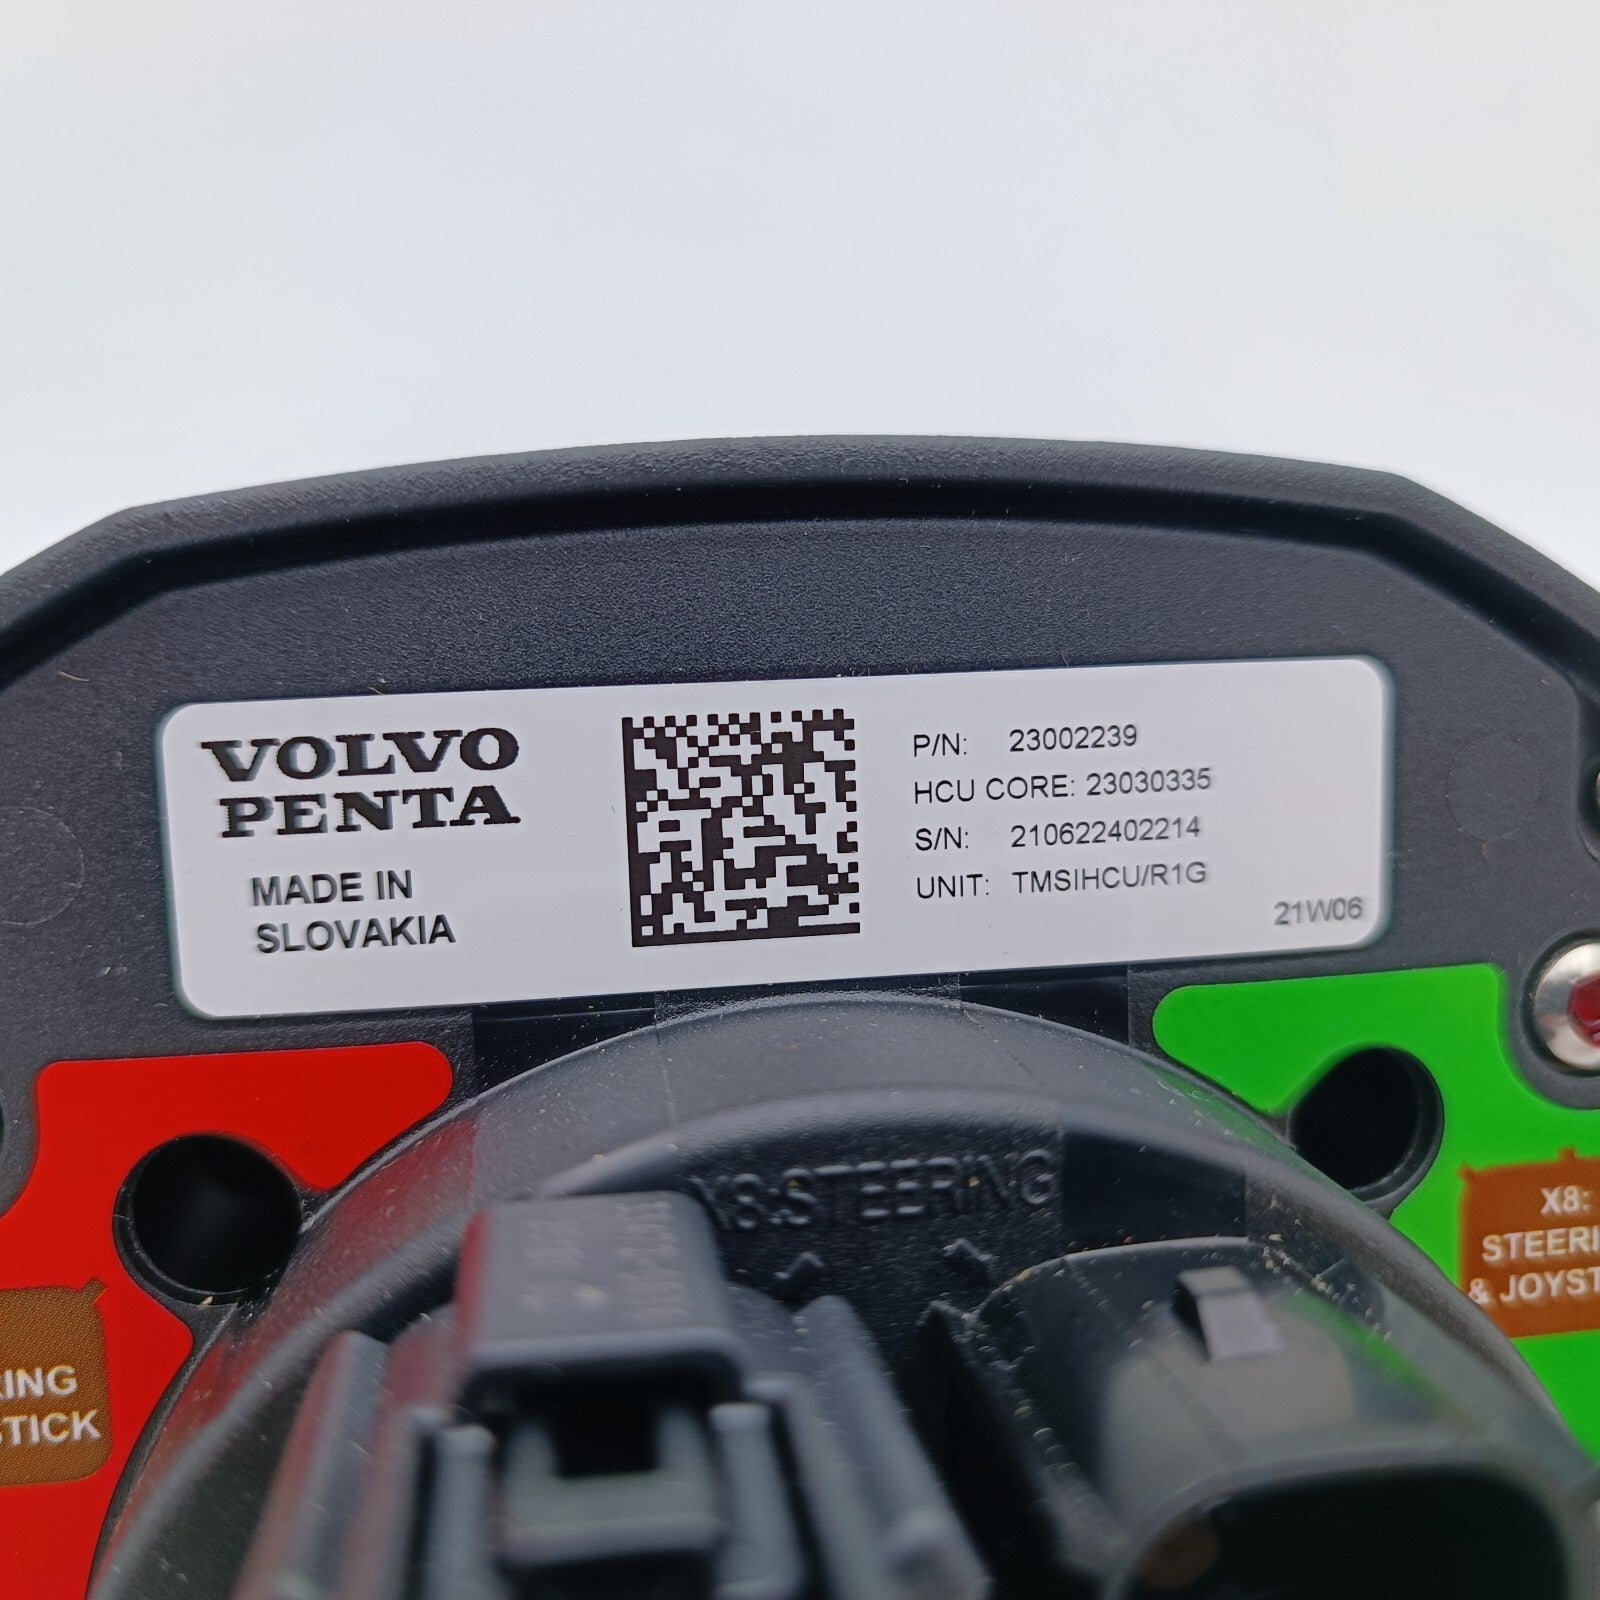 VOLVO
PENTA
MADE IN
SLOVAKIA
P/N: 23002239
HCU CORE: 23030335
S/N: 210622402214
UNIT: TMSIHCU/R1G
21W06
X8:STEERING
X8:
STEERI
& JOYST
ING
STICK